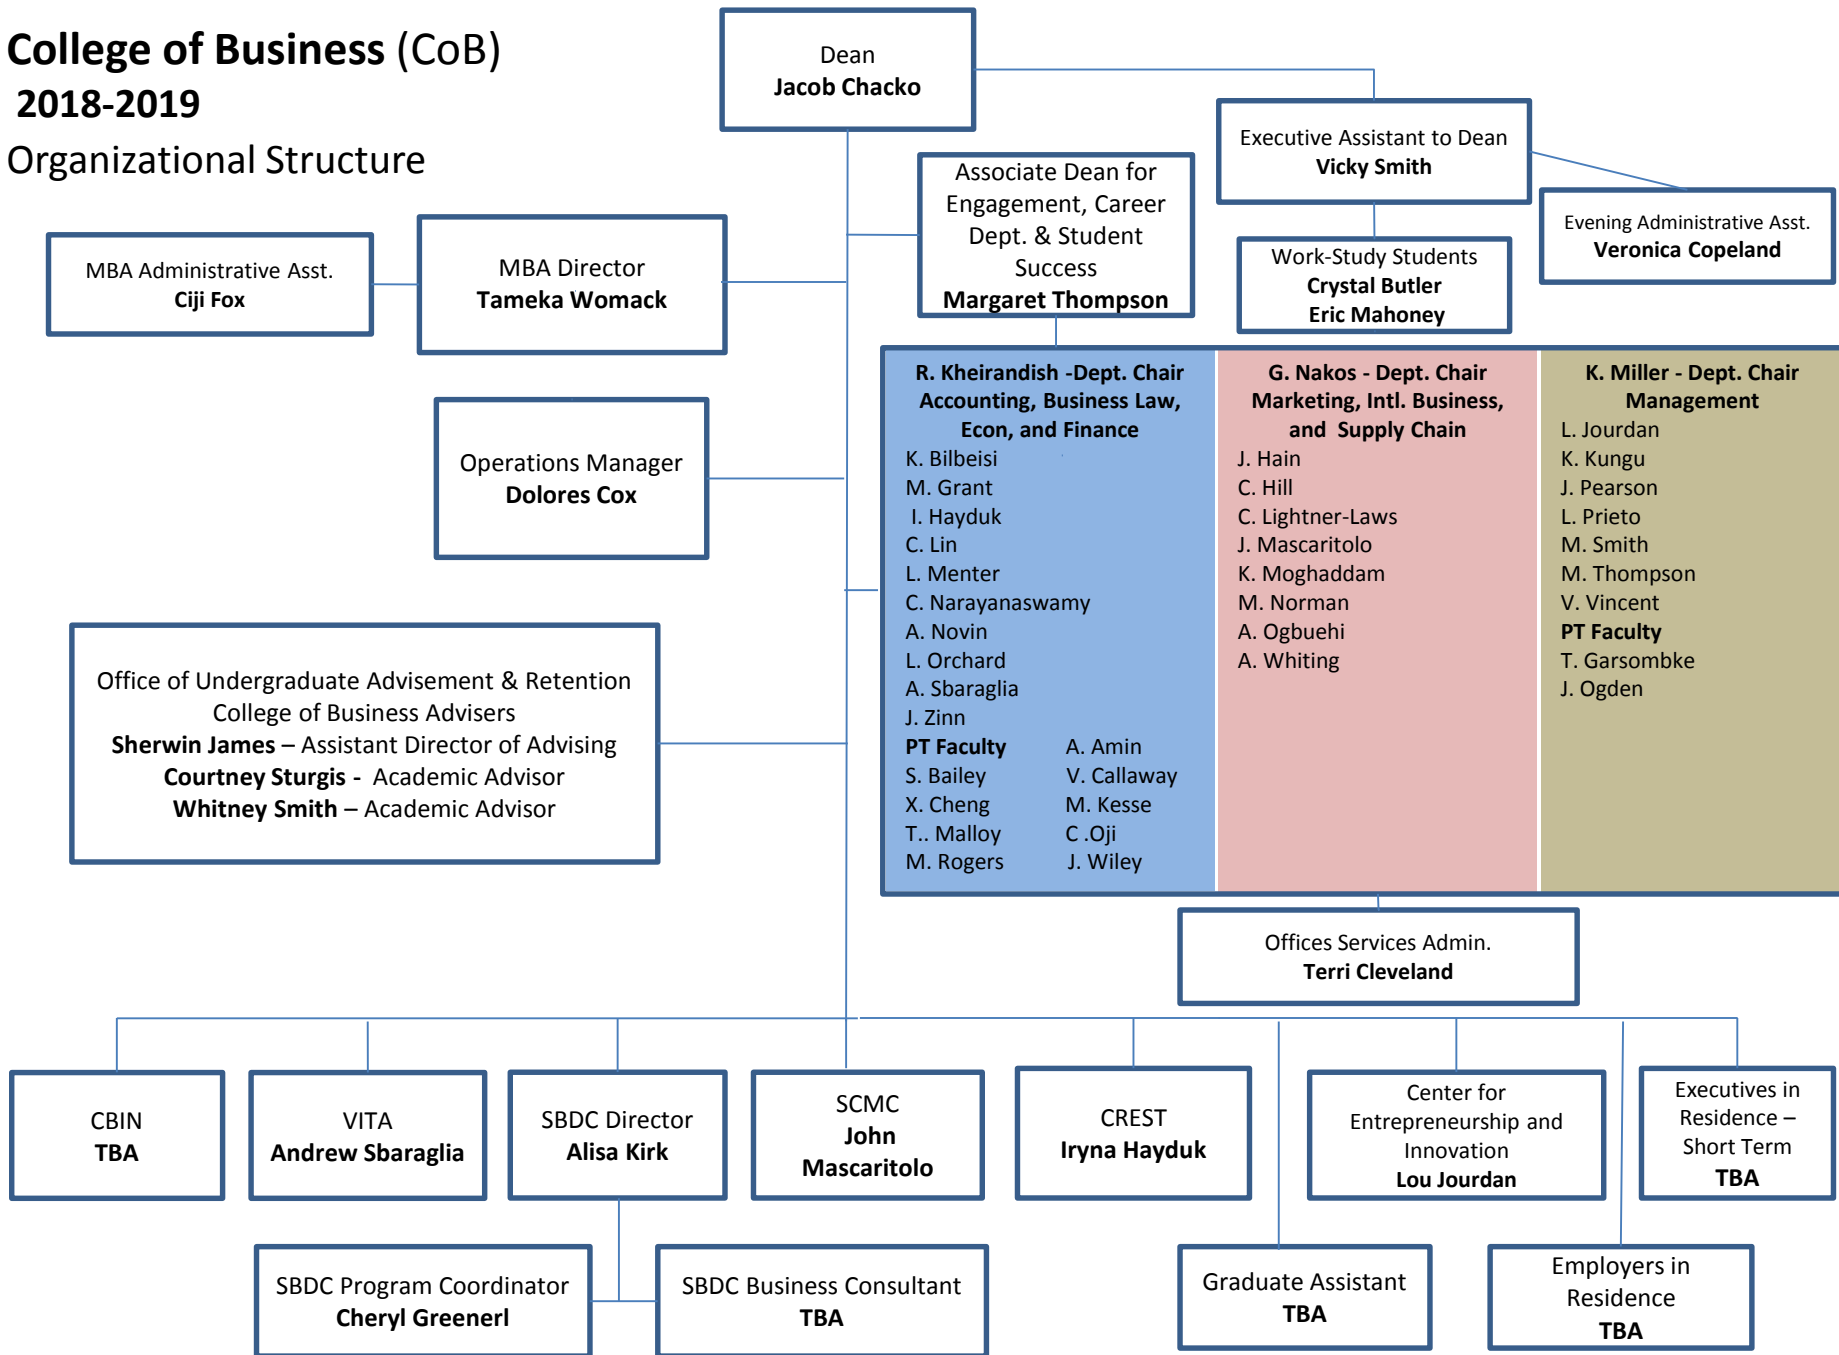 College of Business (CoB)
2018-2019
Organizational Structure
Dean
Jacob Chacko
Executive Assistant to Dean
Vicky Smith
Evening Administrative Asst.
Veronica Copeland
Work-Study Students
Crystal Butler
Eric Mahoney
Associate Dean for
Engagement, Career
Dept. & Student
Success
Margaret Thompson
MBA Administrative Asst.
Ciji Fox
MBA Director
Tameka Womack
Operations Manager
Dolores Cox
Office of Undergraduate Advisement & Retention
College of Business Advisers
Sherwin James – Assistant Director of Advising
Courtney Sturgis - Academic Advisor
Whitney Smith – Academic Advisor
R. Kheirandish -Dept. Chair
Accounting, Business Law,
Econ, and Finance
K. Bilbeisi
M. Grant
I. Hayduk
C. Lin
L. Menter
C. Narayanaswamy
A. Novin
L. Orchard
A. Sbaraglia
J. Zinn
PT Faculty A. Amin
S. Bailey V. Callaway
X. Cheng M. Kesse
T.. Malloy C .Oji
M. Rogers J. Wiley
G. Nakos - Dept. Chair
Marketing, Intl. Business,
and Supply Chain
J. Hain
C. Hill
C. Lightner-Laws
J. Mascaritolo
K. Moghaddam
M. Norman
A. Ogbuehi
A. Whiting
K. Miller - Dept. Chair
Management
L. Jourdan
K. Kungu
J. Pearson
L. Prieto
M. Smith
M. Thompson
V. Vincent
PT Faculty
T. Garsombke
J. Ogden
Offices Services Admin.
Terri Cleveland
CBIN
TBA
VITA
Andrew Sbaraglia
SBDC Director
Alisa Kirk
SCMC
John
Mascaritolo
CREST
Iryna Hayduk
Center for
Entrepreneurship and
Innovation
Lou Jourdan
Executives in
Residence –
Short Term
TBA
SBDC Program Coordinator
Cheryl Greenerl
SBDC Business Consultant
TBA
Graduate Assistant
TBA
Employers in
Residence
TBA